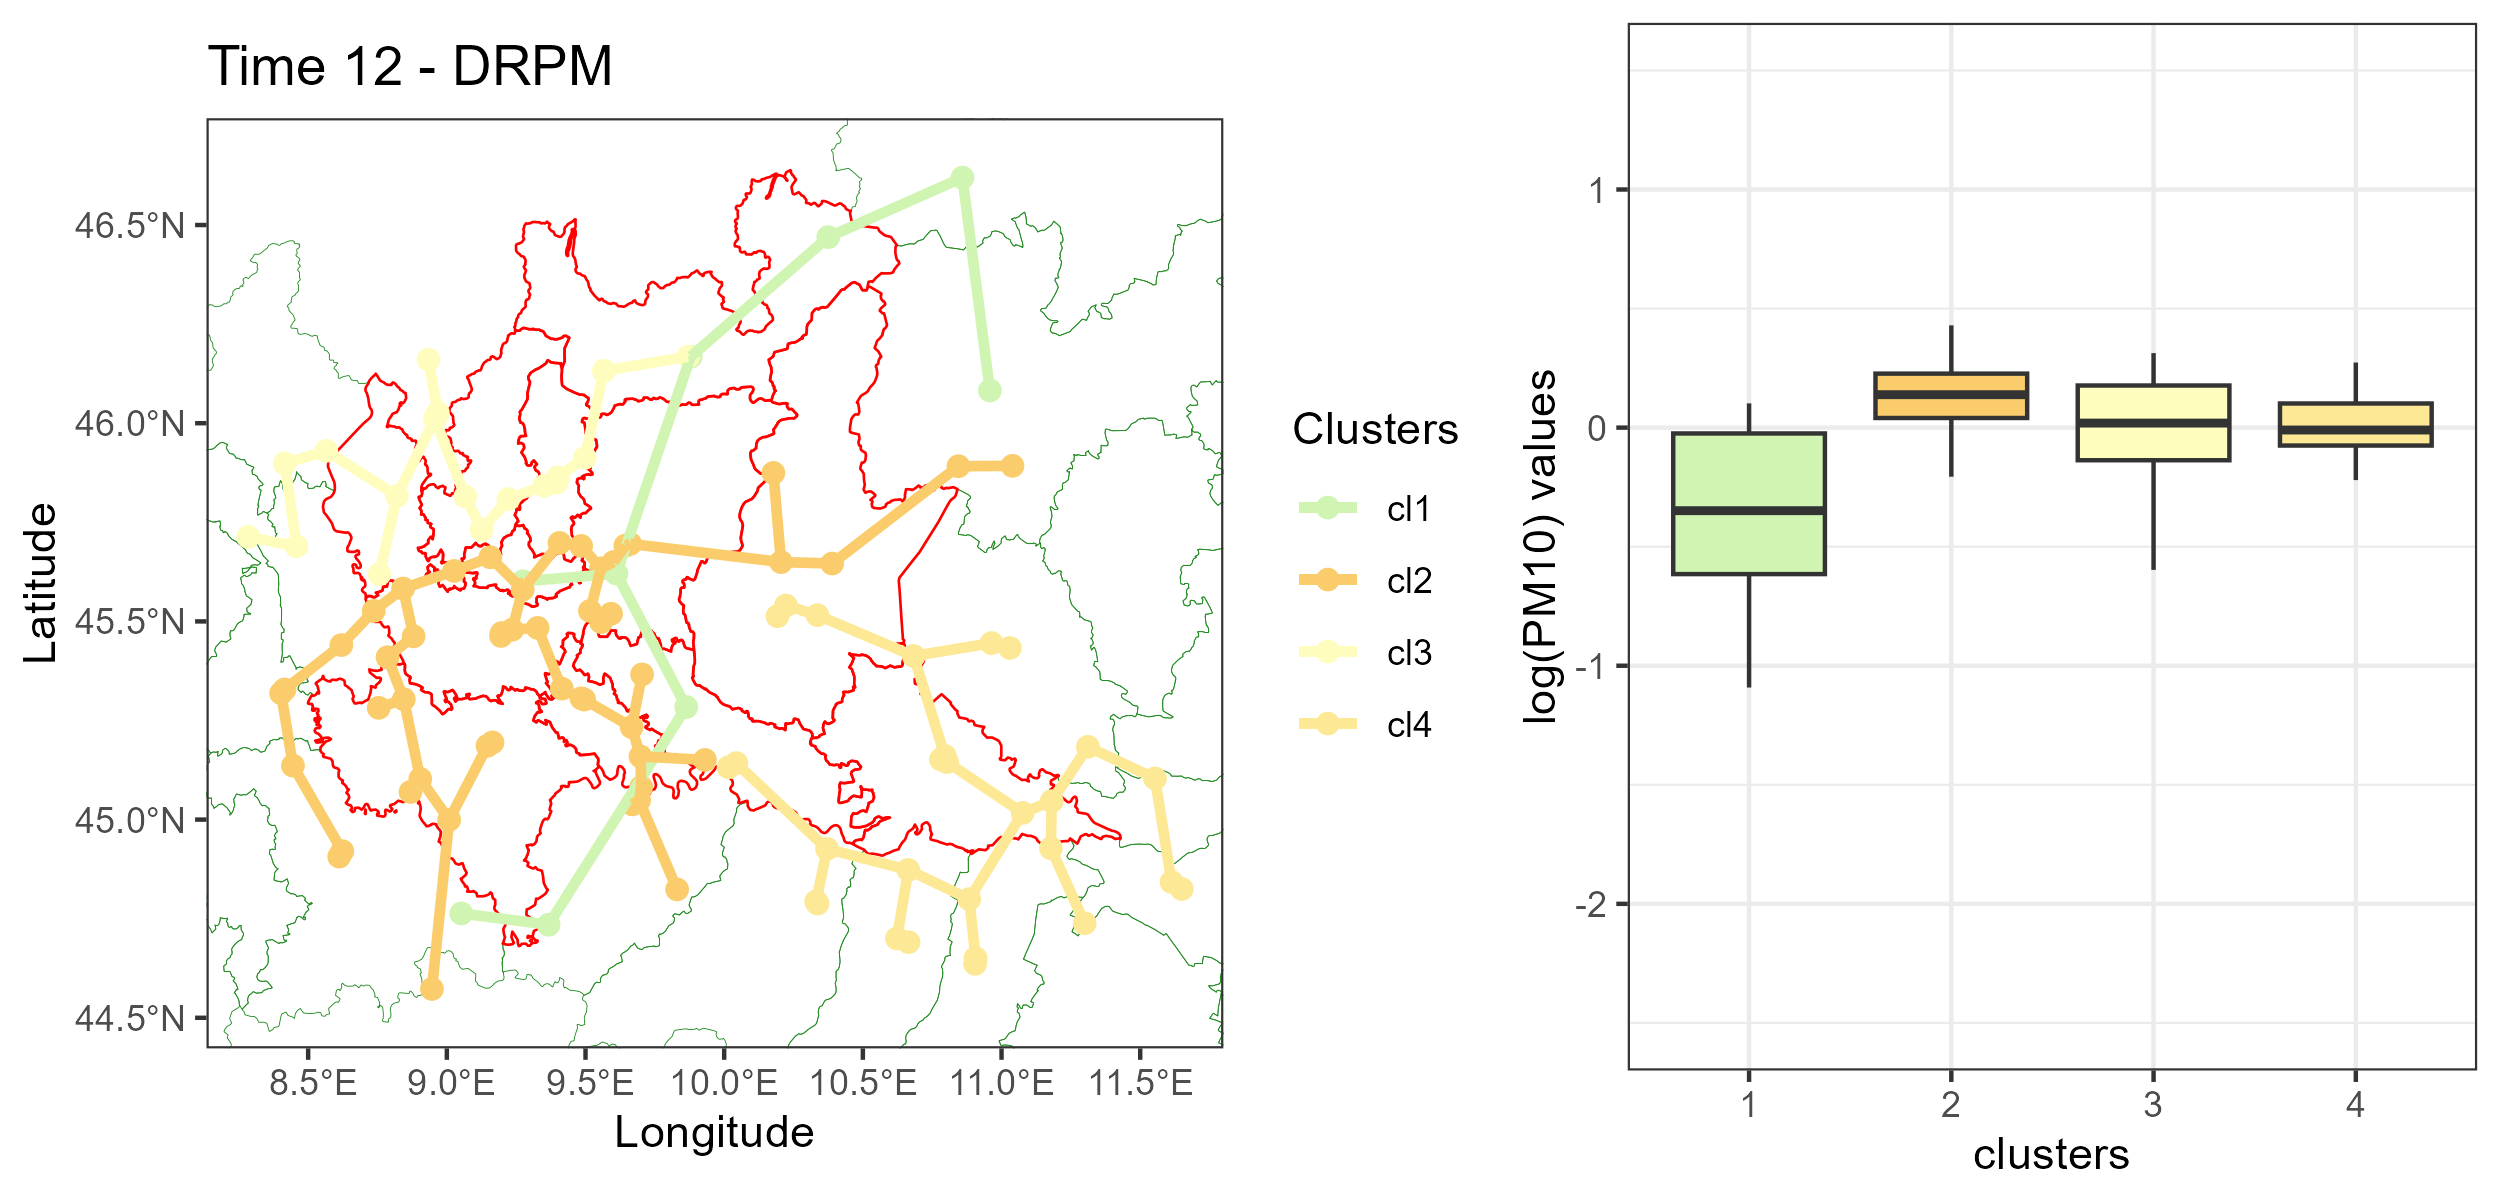 Time 12 - DRPM
46.5°N
46.0°N
45.5°N
45.0°N
44.5°N
Latitude
8.5°E 9.0°E 9.5°E 10.0°E 10.5°E 11.0°E 11.5°E
Longitude
Clusters
cl1
cl2
cl3
cl4
log(PM10) values
1
0
-1
-2
1 2 3 4
clusters